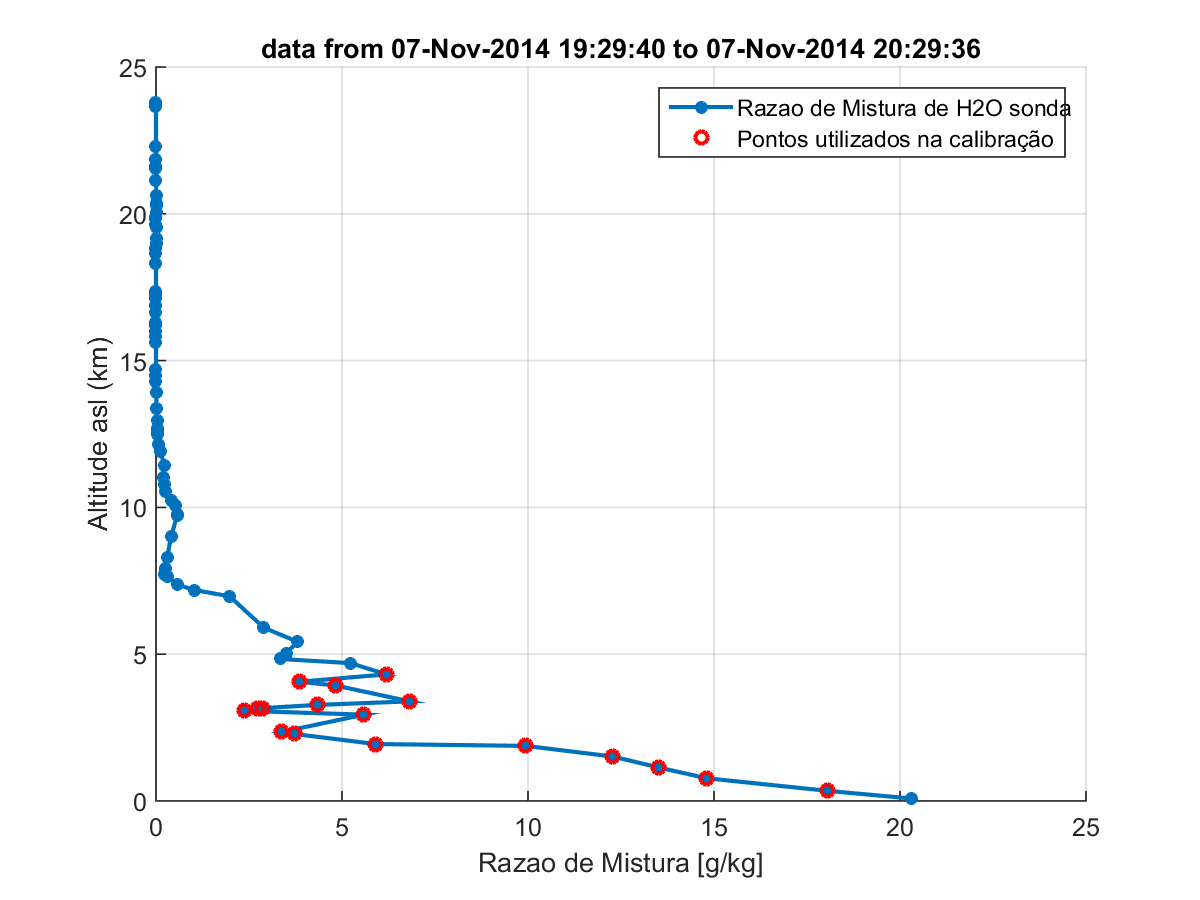 data from 07-Nov-2014 19:29:40 to 07-Nov-2014 20:29:36
Razao de Mistura de H2O sonda
Pontos utilizados na calibração
Altitude asl (km)
25
20
15
10
5
0
0 5 10 15 20 25
Razao de Mistura [g/kg]